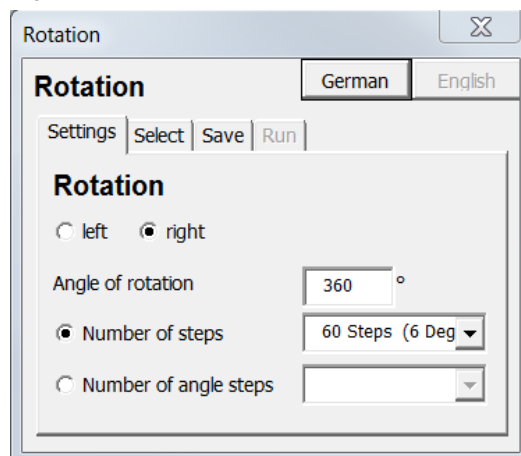 Rotation
Rotation German English
Settings Select Save Run
Rotation
left right
Angle of rotation 360 °
Number of steps 60 Steps (6 Deg
Number of angle steps